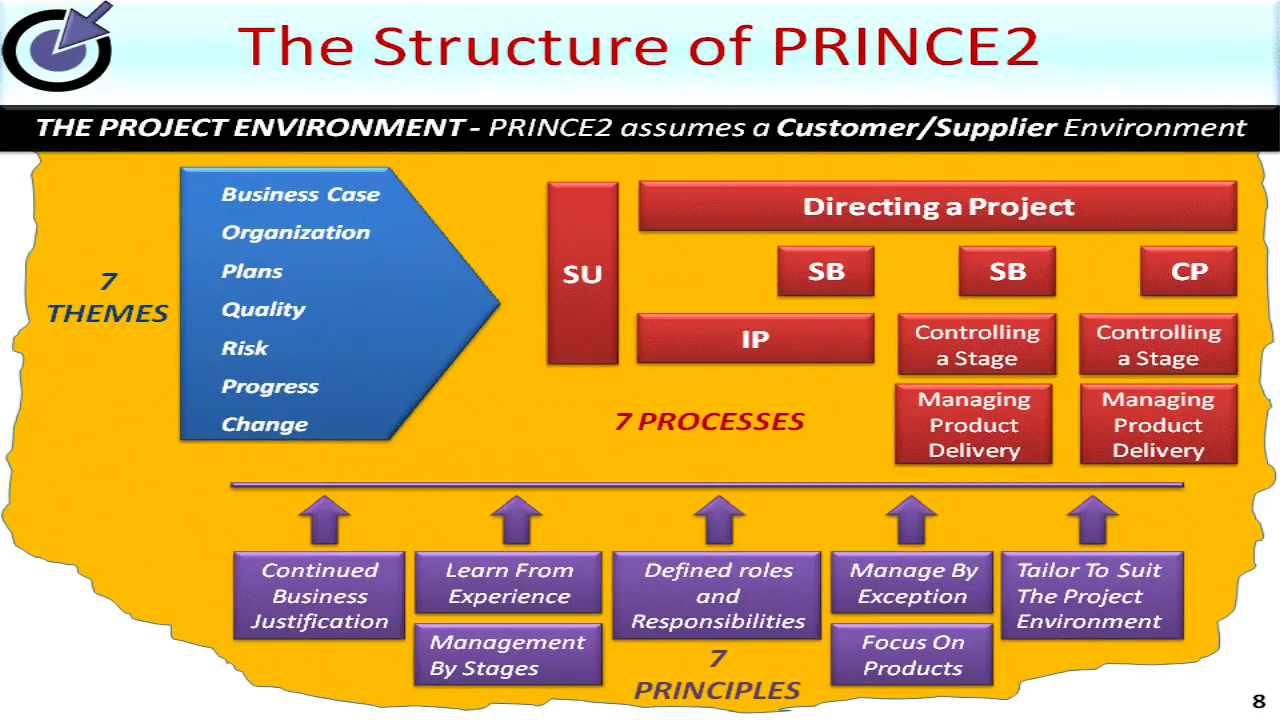 The Structure of PRINCE2
THE PROJECT ENVIRONMENT - PRINCE2 assumes a Customer/Supplier Environment
7
THEMES
Business Case
Organization
Plans
Quality
Risk
Progress
Change
SU
Directing a Project
SB
SB
CP
IP
Controlling
a Stage
Controlling
a Stage
Managing
Product
Delivery
Managing
Product
Delivery
7 PROCESSES
Continued
Business
Justification
Learn From
Experience
Management
By Stages
Defined roles
and
Responsibilities
Manage By
Exception
Focus On
Products
Tailor To Suit
The Project
Environment
7
PRINCIPLES
8